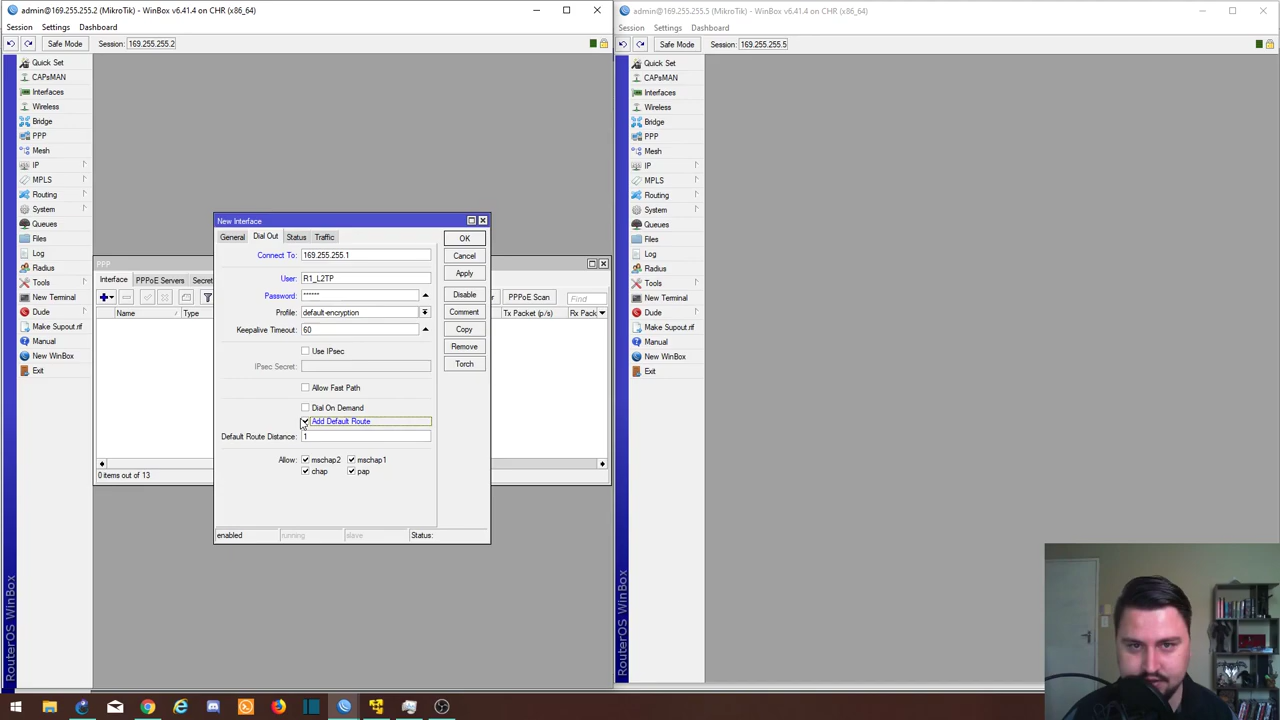 admin@169.255.255.2 (MikroTik) - WinBox v6.41.4 on CHR (x86_64)
Session Settings Dashboard
Safe Mode Session: 169.255.255.2
Quick Set
CAPsMAN
Interfaces
Wireless
Bridge
PPP
Mesh
IP
MPLS
Routing
System
Queues
Files
Log
Radius
Tools
New Terminal
Dude
Make Supout.rif
Manual
New WinBox
Exit
RouterOS WinBox
PPP
Interface PPPoE Servers Secret
PPPoE Scan
Find
Name Type
Tx Packet (p/s) Rx Pack
0 items out of 13
New Interface
General Dial Out Status Traffic
Connect To: 169.255.255.1
User: R1_L2TP
Password: ******
Profile: default-encryption
Keepalive Timeout: 60
Use IPsec
IPsec Secret:
Allow Fast Path
Dial On Demand
Add Default Route
Default Route Distance: 1
Allow: mschap2 mschap1
chap pap
OK
Cancel
Apply
Disable
Comment
Copy
Remove
Torch
enabled running slave Status:
admin@169.255.255.5 (MikroTik) - WinBox v6.41.4 on CHR (x86_64)
Session Settings Dashboard
Safe Mode Session: 169.255.255.5
Quick Set
CAPsMAN
Interfaces
Wireless
Bridge
PPP
Mesh
IP
MPLS
Routing
System
Queues
Files
Log
Radius
Tools
New Terminal
Dude
Make Supout.rif
Manual
New WinBox
Exit
RouterOS WinBox